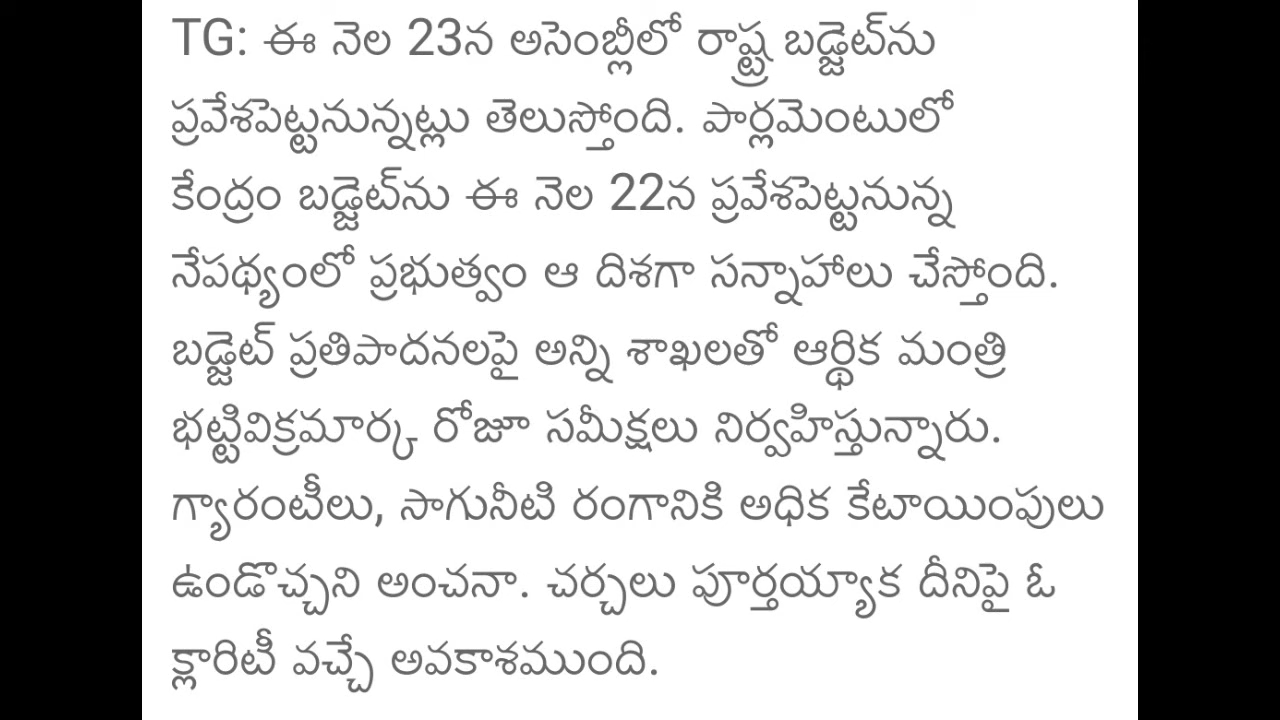 TG: ఈ నెల 23న అసెంబ్లీలో రాష్ట్ర బడ్జెట్‌ను
ప్రవేశపెట్టనున్నట్లు తెలుస్తోంది. పార్లమెంటులో
కేంద్రం బడ్జెట్‌ను ఈ నెల 22న ప్రవేశపెట్టనున్న
నేపథ్యంలో ప్రభుత్వం ఆ దిశగా సన్నాహాలు చేస్తోంది.
బడ్జెట్ ప్రతిపాదనలపై అన్ని శాఖలతో ఆర్థిక మంత్రి
భట్టివిక్రమార్క రోజూ సమీక్షలు నిర్వహిస్తున్నారు.
గ్యారంటీలు, సాగునీటి రంగానికి అధిక కేటాయింపులు
ఉండొచ్చని అంచనా. చర్చలు పూర్తయ్యాక దీనిపై ఓ
క్లారిటీ వచ్చే అవకాశముంది.